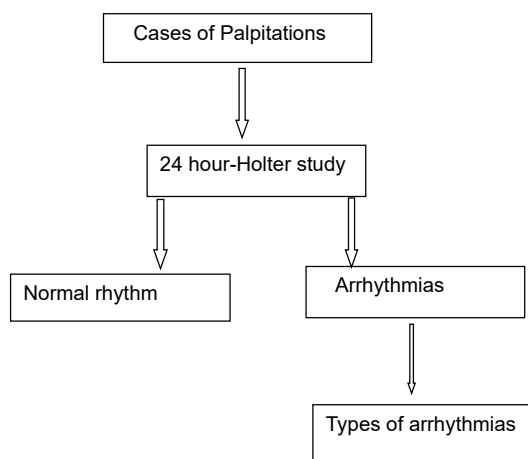 Cases of Palpitations
24 hour-Holter study
Normal rhythm
Arrhythmias
Types of arrhythmias